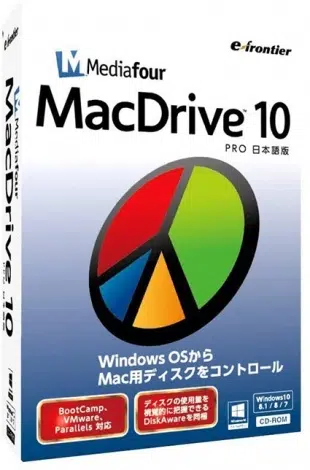 e-frontier
Mediafour
MacDrive™ 10
PRO 日本語版
Windows OSから
Mac用ディスクをコントロール
BootCamp、
VMware、
Parallels 対応
ディスクの使用量を
視覚的に把握できる
DiskAwareを同梱
Windows10
8.1 / 8 / 7
CD-ROM
Mediafour
MacDrive 10